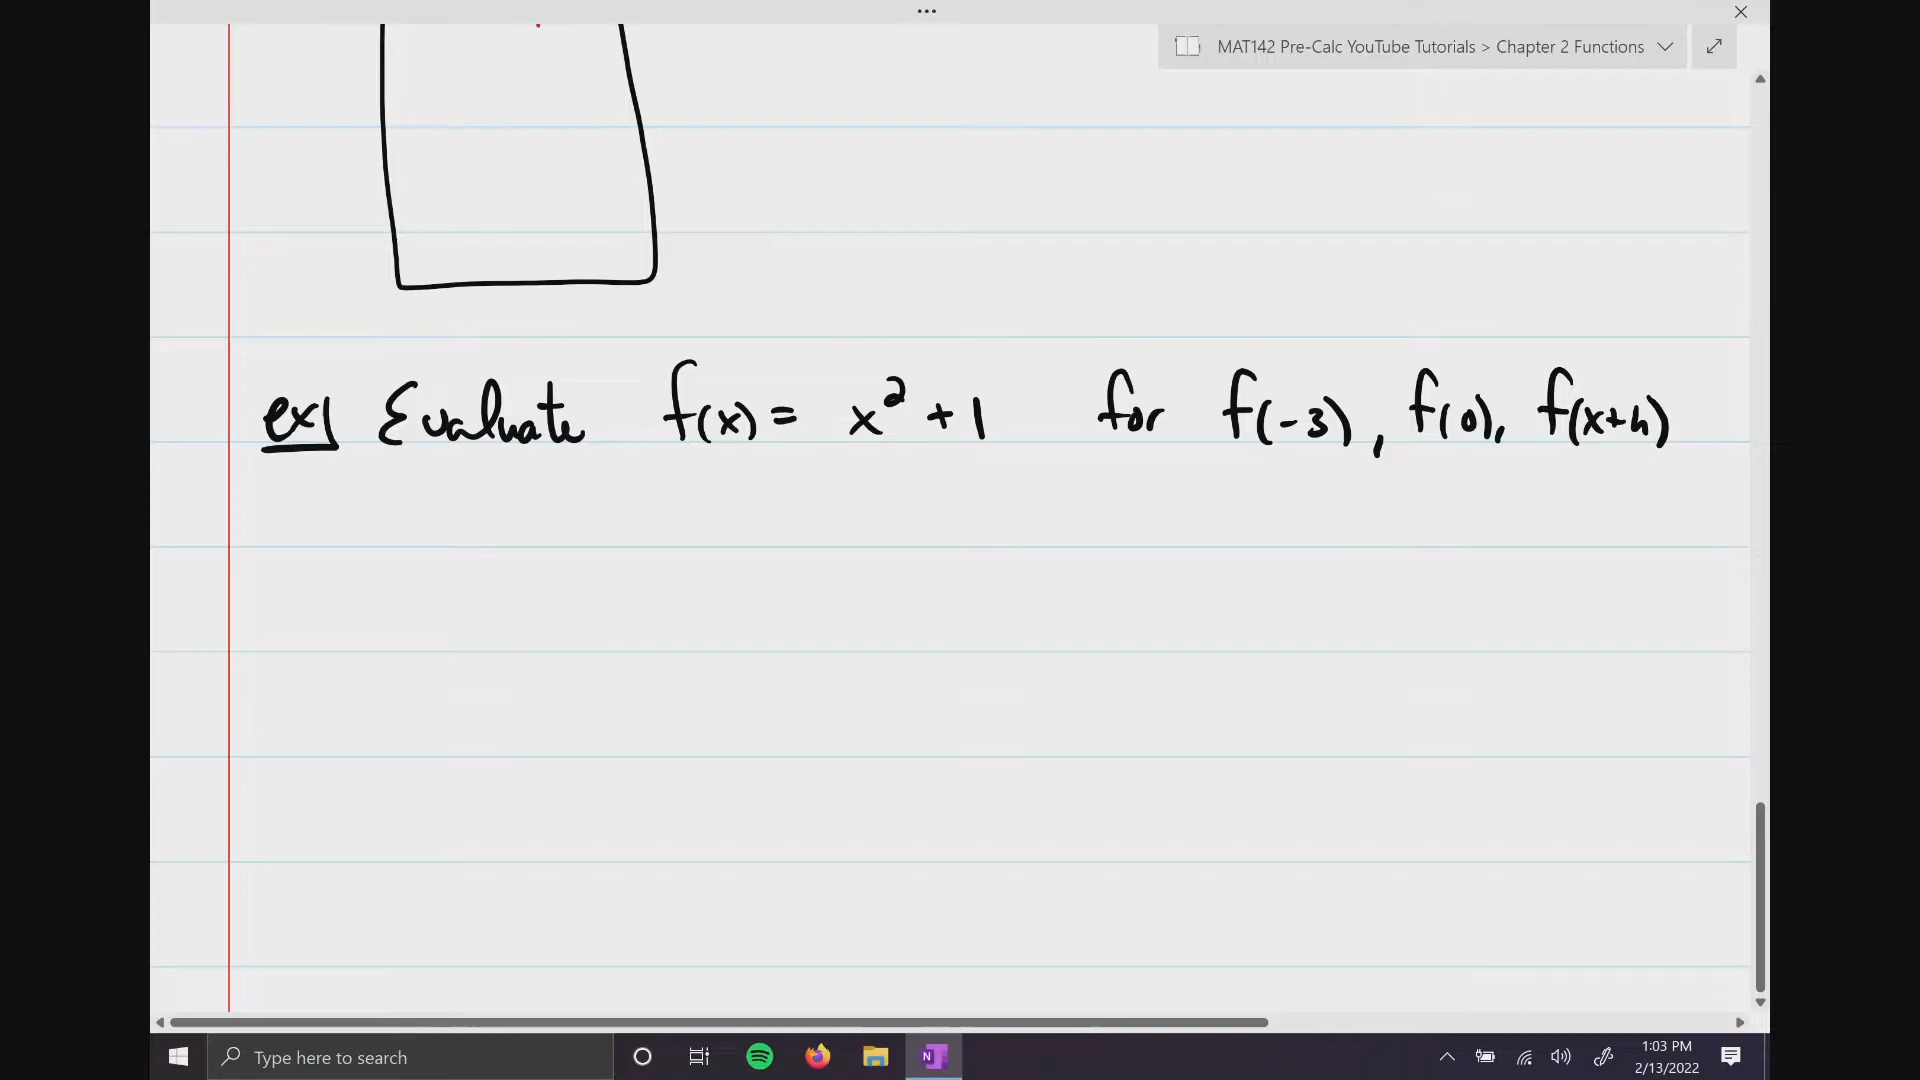 MAT142 Pre-Calc YouTube Tutorials > Chapter 2 Functions
ex) Evaluate f(x) = x² + 1 for f(-3), f(0), f(x+h)
Type here to search
N
1:03 PM
2/13/2022